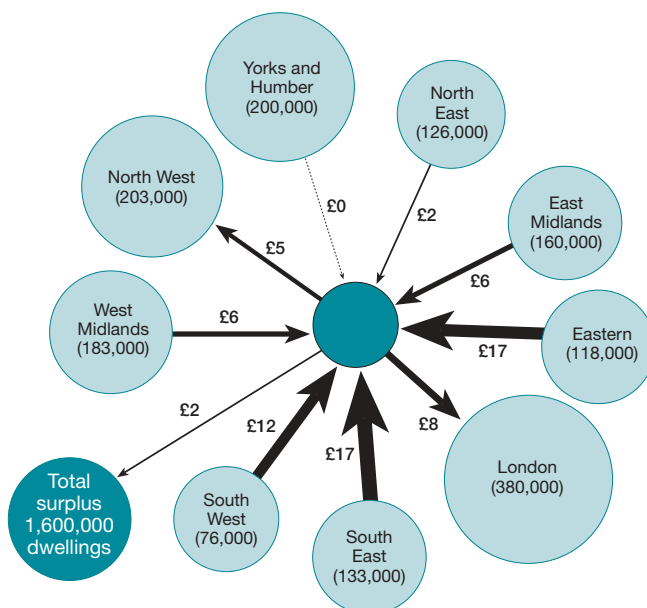 Yorks and
Humber
(200,000)
North
East
(126,000)
North West
(203,000)
£0
£2
East
Midlands
(160,000)
£5
£6
West
Midlands
(183,000)
£6
Eastern
(118,000)
£17
£2
£12
£17
£8
London
(380,000)
Total
surplus
1,600,000
dwellings
South
West
(76,000)
South
East
(133,000)